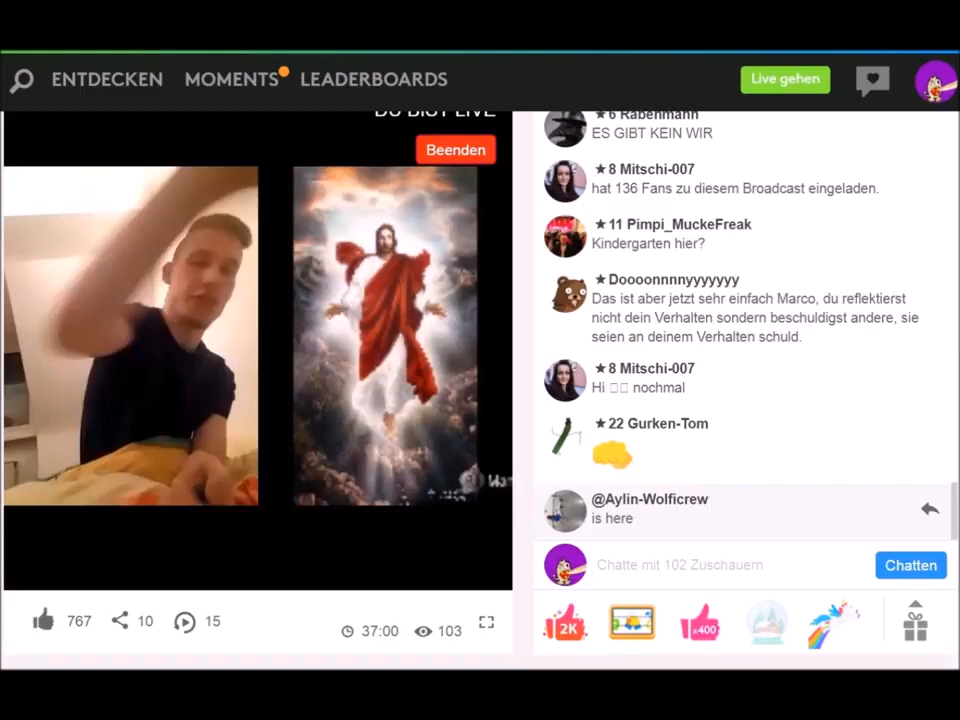 ENTDECKEN MOMENTS LEADERBOARDS Live gehen
DU BIST LIVE
Beenden
★6 Rabenmann
ES GIBT KEIN WIR
★8 Mitschi-007
hat 136 Fans zu diesem Broadcast eingeladen.
★11 Pimpi_MuckeFreak
Kindergarten hier?
★Doooonnnnyyyyyyy
Das ist aber jetzt sehr einfach Marco, du reflektierst
nicht dein Verhalten sondern beschuldigst andere, sie
seien an deinem Verhalten schuld.
★8 Mitschi-007
Hi □□ nochmal
★22 Gurken-Tom
@Aylin-Wolficrew
is here
Chatte mit 102 Zuschauern
Chatten
767 10 15
37:00 103
2K
x400